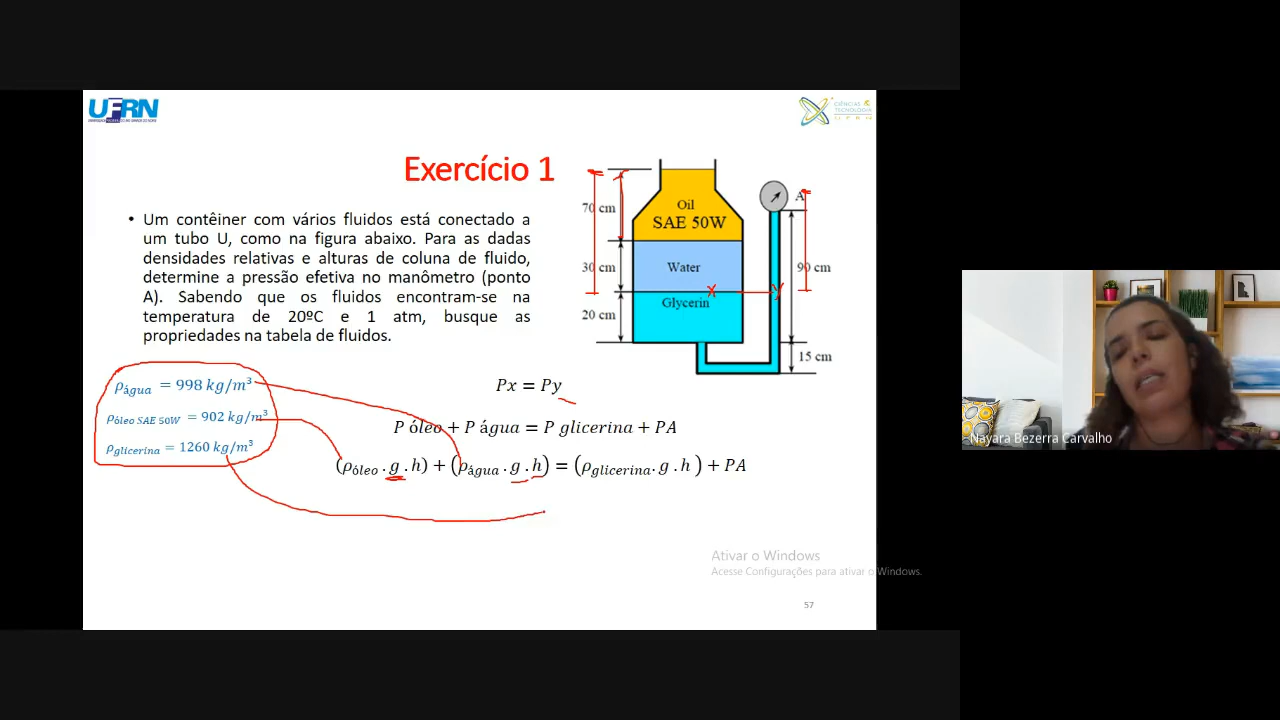 UFRN
CIÊNCIAS &
TECNOLOGIA
UFRN
Exercício 1
• Um contêiner com vários fluidos está conectado a
um tubo U, como na figura abaixo. Para as dadas
densidades relativas e alturas de coluna de fluido,
determine a pressão efetiva no manômetro (ponto
A). Sabendo que os fluidos encontram-se na
temperatura de 20ºC e 1 atm, busque as
propriedades na tabela de fluidos.
70 cm
Oil
SAE 50W
A
30 cm
Water
90 cm
X
Y
Glycerin
20 cm
15 cm
ρágua = 998 kg/m³
ρóleo SAE 50W = 902 kg/m³
ρglicerina = 1260 kg/m³
Px = Py
P óleo + P água = P glicerina + PA
(ρóleo . g . h) + (ρágua . g . h) = (ρglicerina . g . h ) + PA
Nayara Bezerra Carvalho
Ativar o Windows
Acesse Configurações para ativar o Windows.
57